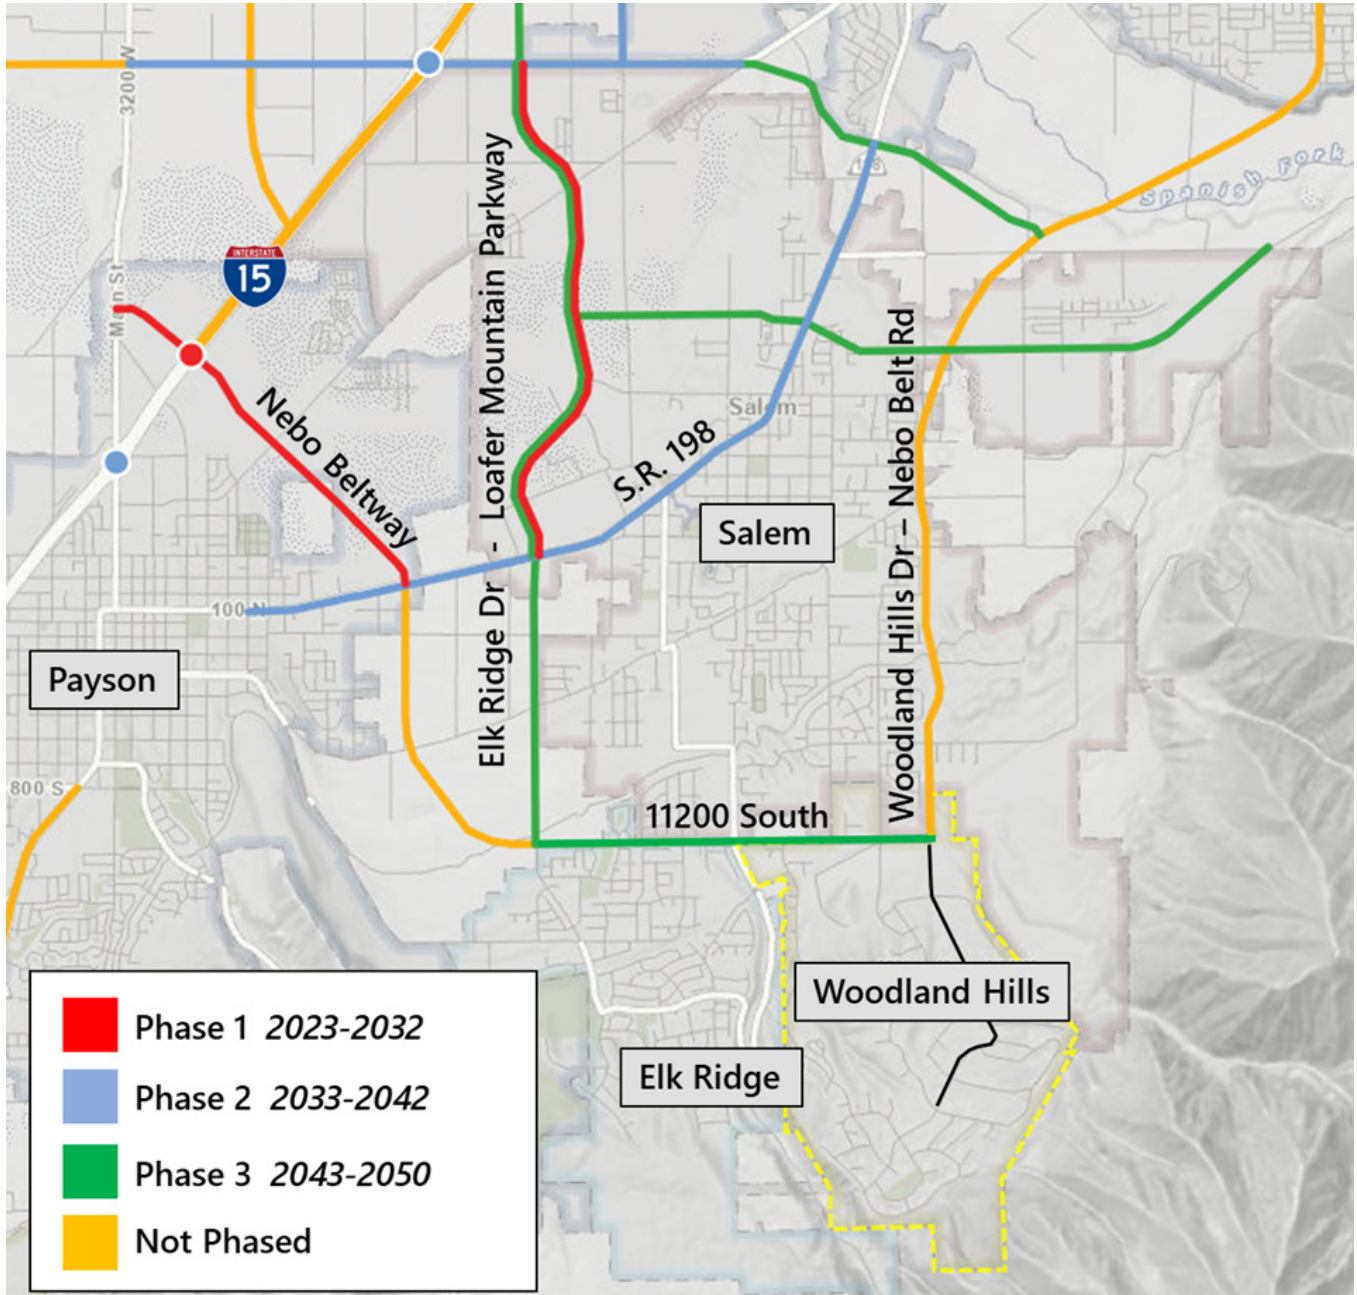 3200 W
Spanish Fork
INTERSTATE
15
Main St
Elk Ridge Dr - Loafer Mountain Parkway
Nebo Beltway
Salem
S.R. 198
Woodland Hills Dr – Nebo Belt Rd
Salem
100 N
Payson
800 S
11200 South
Woodland Hills
Elk Ridge
Phase 1 2023-2032
Phase 2 2033-2042
Phase 3 2043-2050
Not Phased